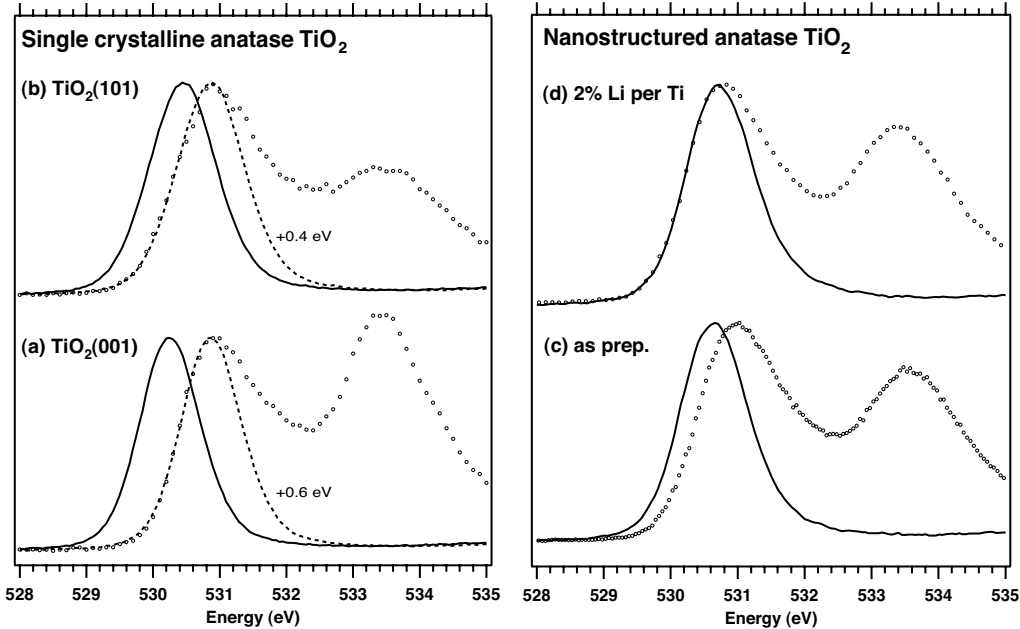 Single crystalline anatase TiO2
(b) TiO2(101)
+0.4 eV
(a) TiO2(001)
+0.6 eV
528 529 530 531 532 533 534 535
Energy (eV)
Nanostructured anatase TiO2
(d) 2% Li per Ti
(c) as prep.
528 529 530 531 532 533 534 535
Energy (eV)